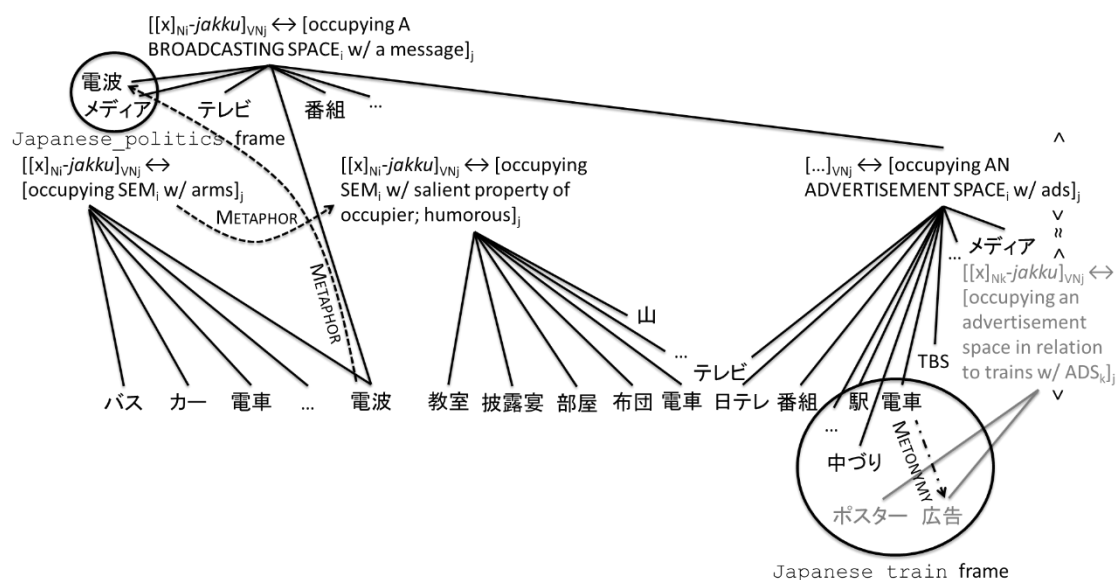 [[x]Ni-jakku]VNj ↔ [occupying A
BROADCASTING SPACEi w/ a message]j
電波
メディア
テレビ
番組
...
Japanese_politics frame
[[x]Ni-jakku]VNj ↔
[occupying SEMi w/ arms]j
METAPHOR
[[x]Ni-jakku]VNj ↔ [occupying
SEMi w/ salient property of
occupier; humorous]j
METAPHOR
[...]VNj ↔ [occupying AN
ADVERTISEMENT SPACEi w/ ads]j
< > ≈ < >
... メディア
[[x]Nk-jakku]VNj ↔
[occupying an
advertisement
space in relation
to trains w/ ADSk]j
山
...
テレビ
TBS
バス カー 電車 ... 電波
教室 披露宴 部屋 布団 電車 日テレ 番組 ... 駅 電車
中づり
METONYMY
ポスター 広告
Japanese_train frame